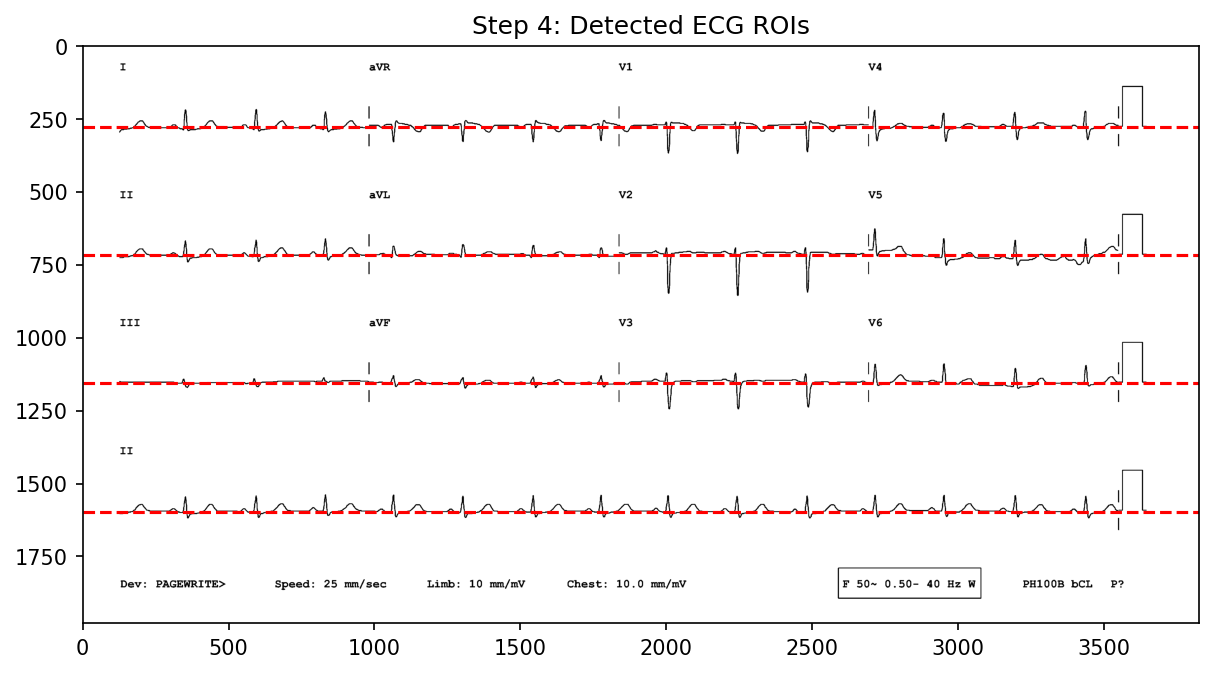 Step 4: Detected ECG ROIs
0
I aVR V1 V4
250
500
II aVL V2 V5
750
1000
III aVF V3 V6
1250
II
1500
1750
Dev: PAGEWRITE> Speed: 25 mm/sec Limb: 10 mm/mV Chest: 10.0 mm/mV F 50~ 0.50- 40 Hz W PH100B bCL P?
0 500 1000 1500 2000 2500 3000 3500